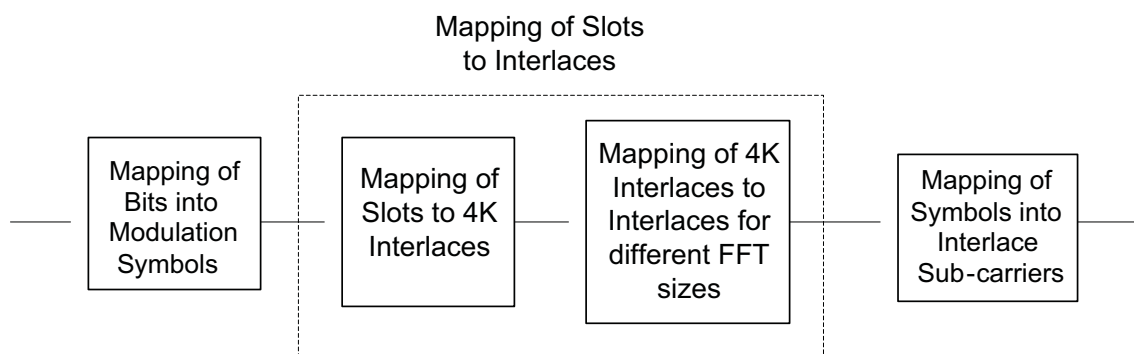 Mapping of Slots
to Interlaces
Mapping of
Bits into
Modulation
Symbols
Mapping of
Slots to 4K
Interlaces
Mapping of 4K
Interlaces to
Interlaces for
different FFT
sizes
Mapping of
Symbols into
Interlace
Sub-carriers